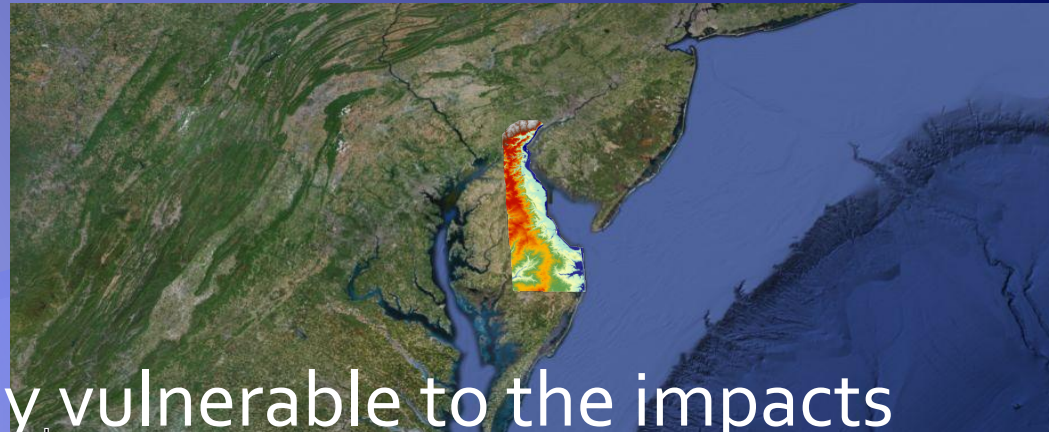 y vulnerable to the impacts